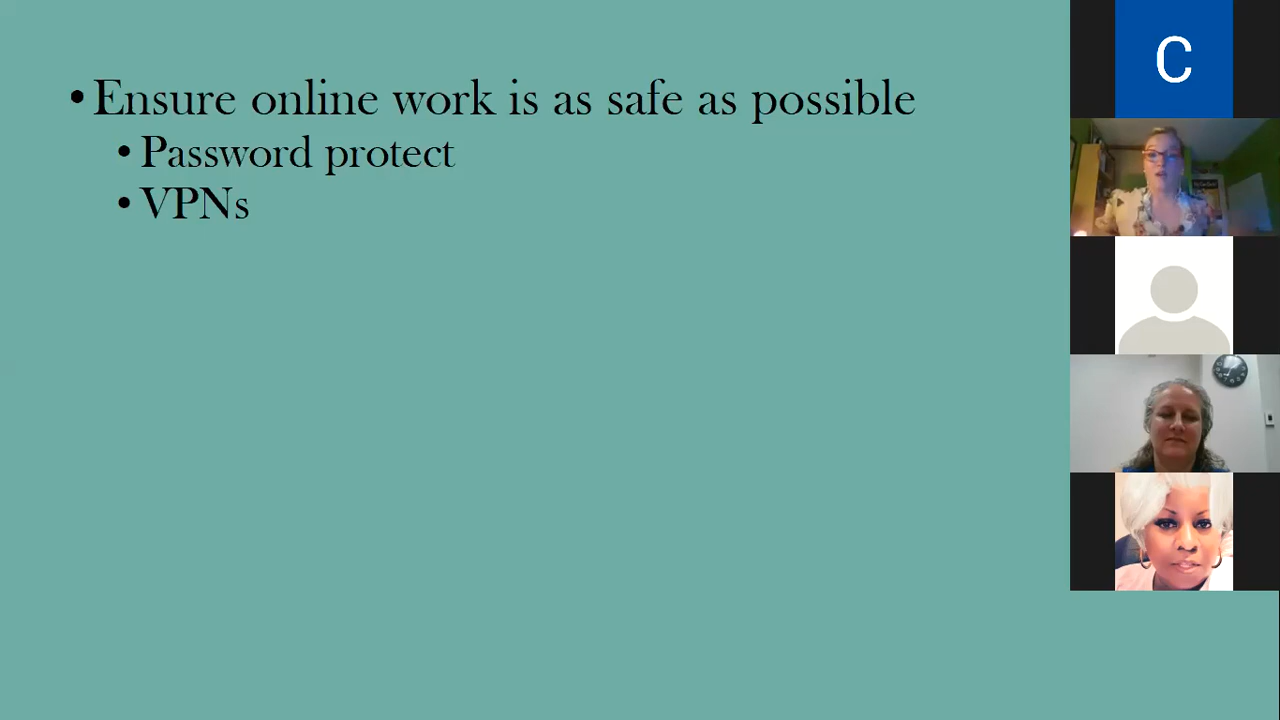 • Ensure online work is as safe as possible
• Password protect
• VPNs
C